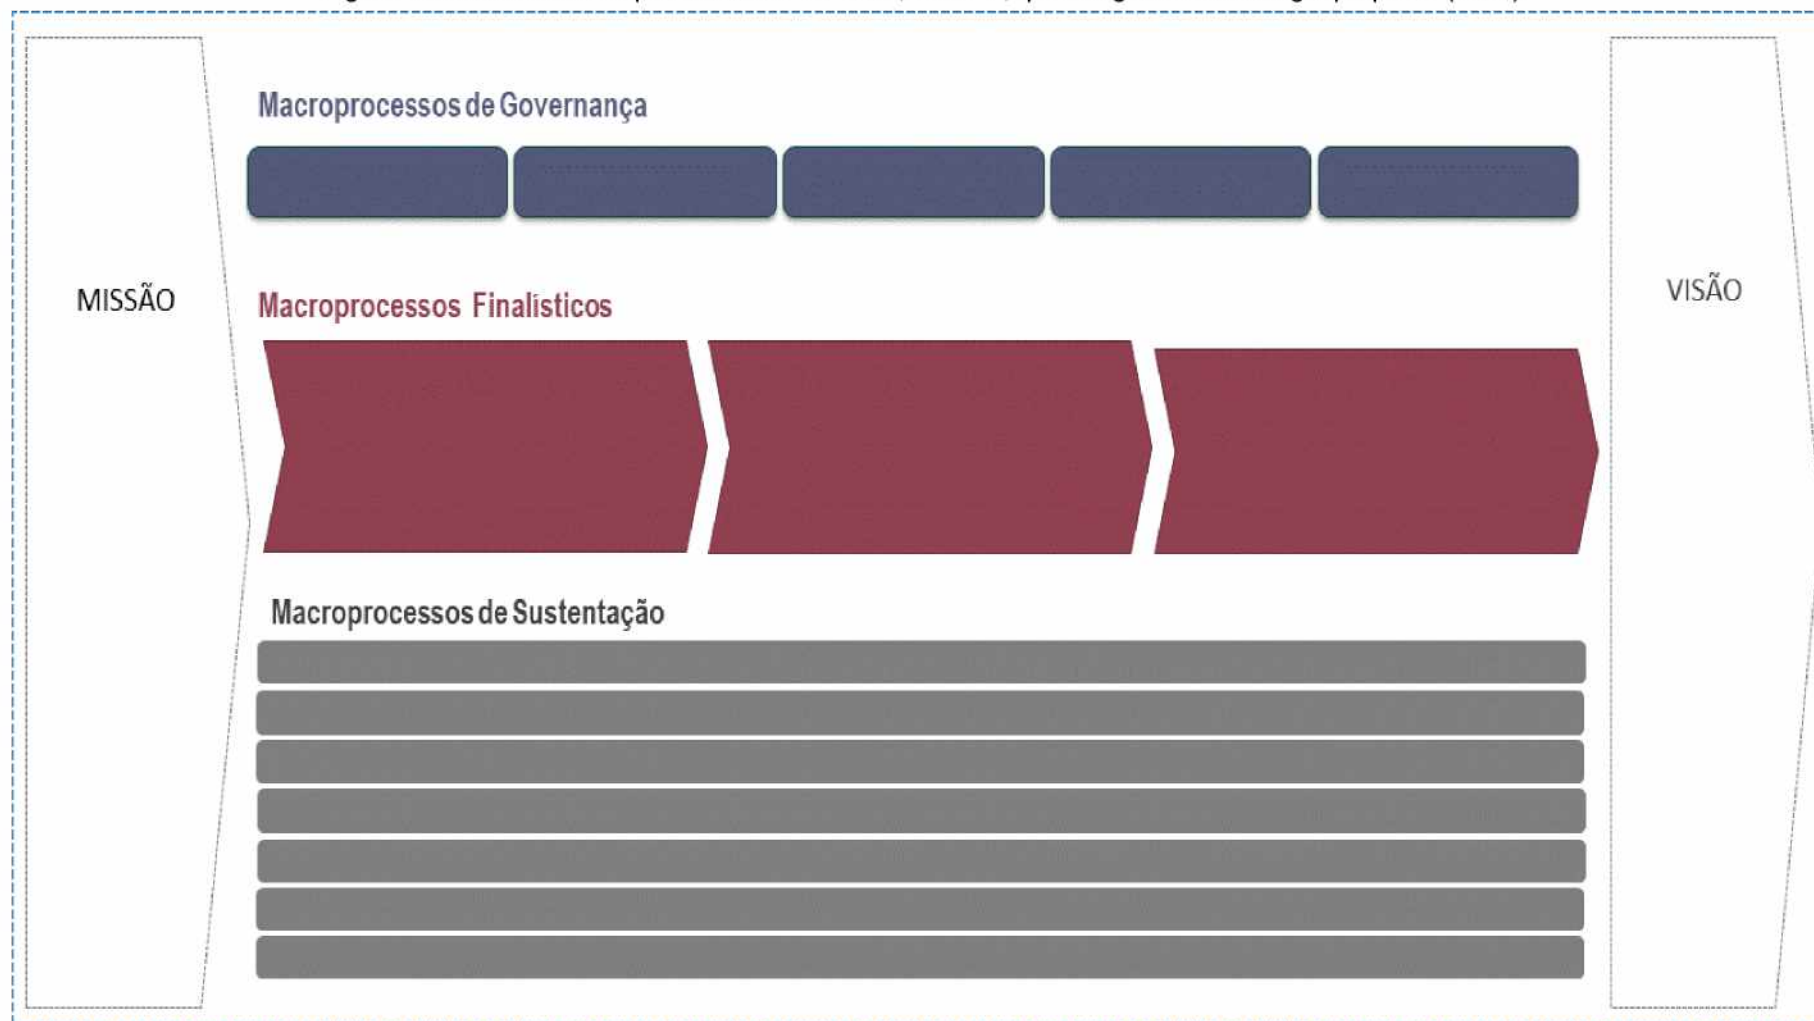 Macroprocessos de Governança
MISSÃO
VISÃO
Macroprocessos Finalísticos
Macroprocessos de Sustentação